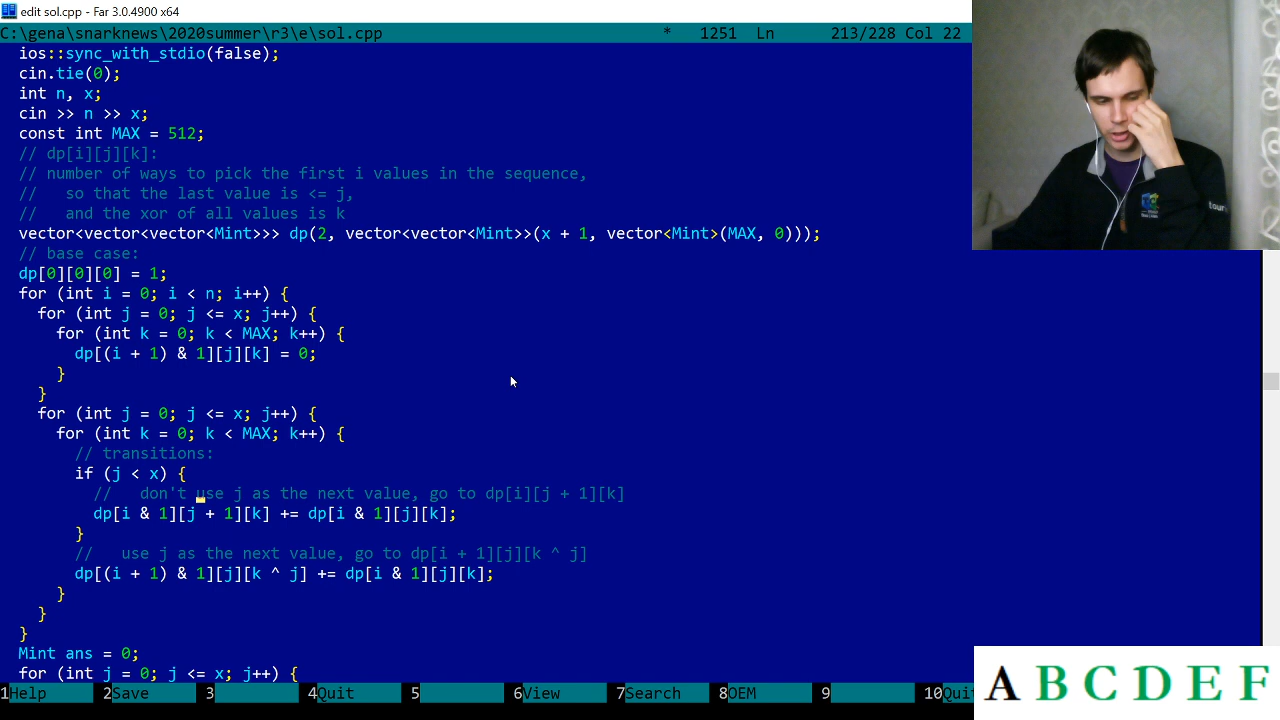 edit sol.cpp - Far 3.0.4900 x64
C:\gena\snarknews\2020summer\r3\e\sol.cpp * 1251 Ln 213/228 Col 22
ios::sync_with_stdio(false);
cin.tie(0);
int n, x;
cin >> n >> x;
const int MAX = 512;
// dp[i][j][k]:
// number of ways to pick the first i values in the sequence,
//   so that the last value is <= j,
//   and the xor of all values is k
vector<vector<vector<Mint>>> dp(2, vector<vector<Mint>>(x + 1, vector<Mint>(MAX, 0)));
// base case:
dp[0][0][0] = 1;
for (int i = 0; i < n; i++) {
  for (int j = 0; j <= x; j++) {
    for (int k = 0; k < MAX; k++) {
      dp[(i + 1) & 1][j][k] = 0;
    }
  }
  for (int j = 0; j <= x; j++) {
    for (int k = 0; k < MAX; k++) {
      // transitions:
      if (j < x) {
        //   don't use j as the next value, go to dp[i][j + 1][k]
        dp[i & 1][j + 1][k] += dp[i & 1][j][k];
      }
      //   use j as the next value, go to dp[i + 1][j][k ^ j]
      dp[(i + 1) & 1][j][k ^ j] += dp[i & 1][j][k];
    }
  }
}
Mint ans = 0;
for (int j = 0; j <= x; j++) {
1Help 2Save 3 4Quit 5 6View 7Search 8OEM 9 10Quit
tour
A B C D E F